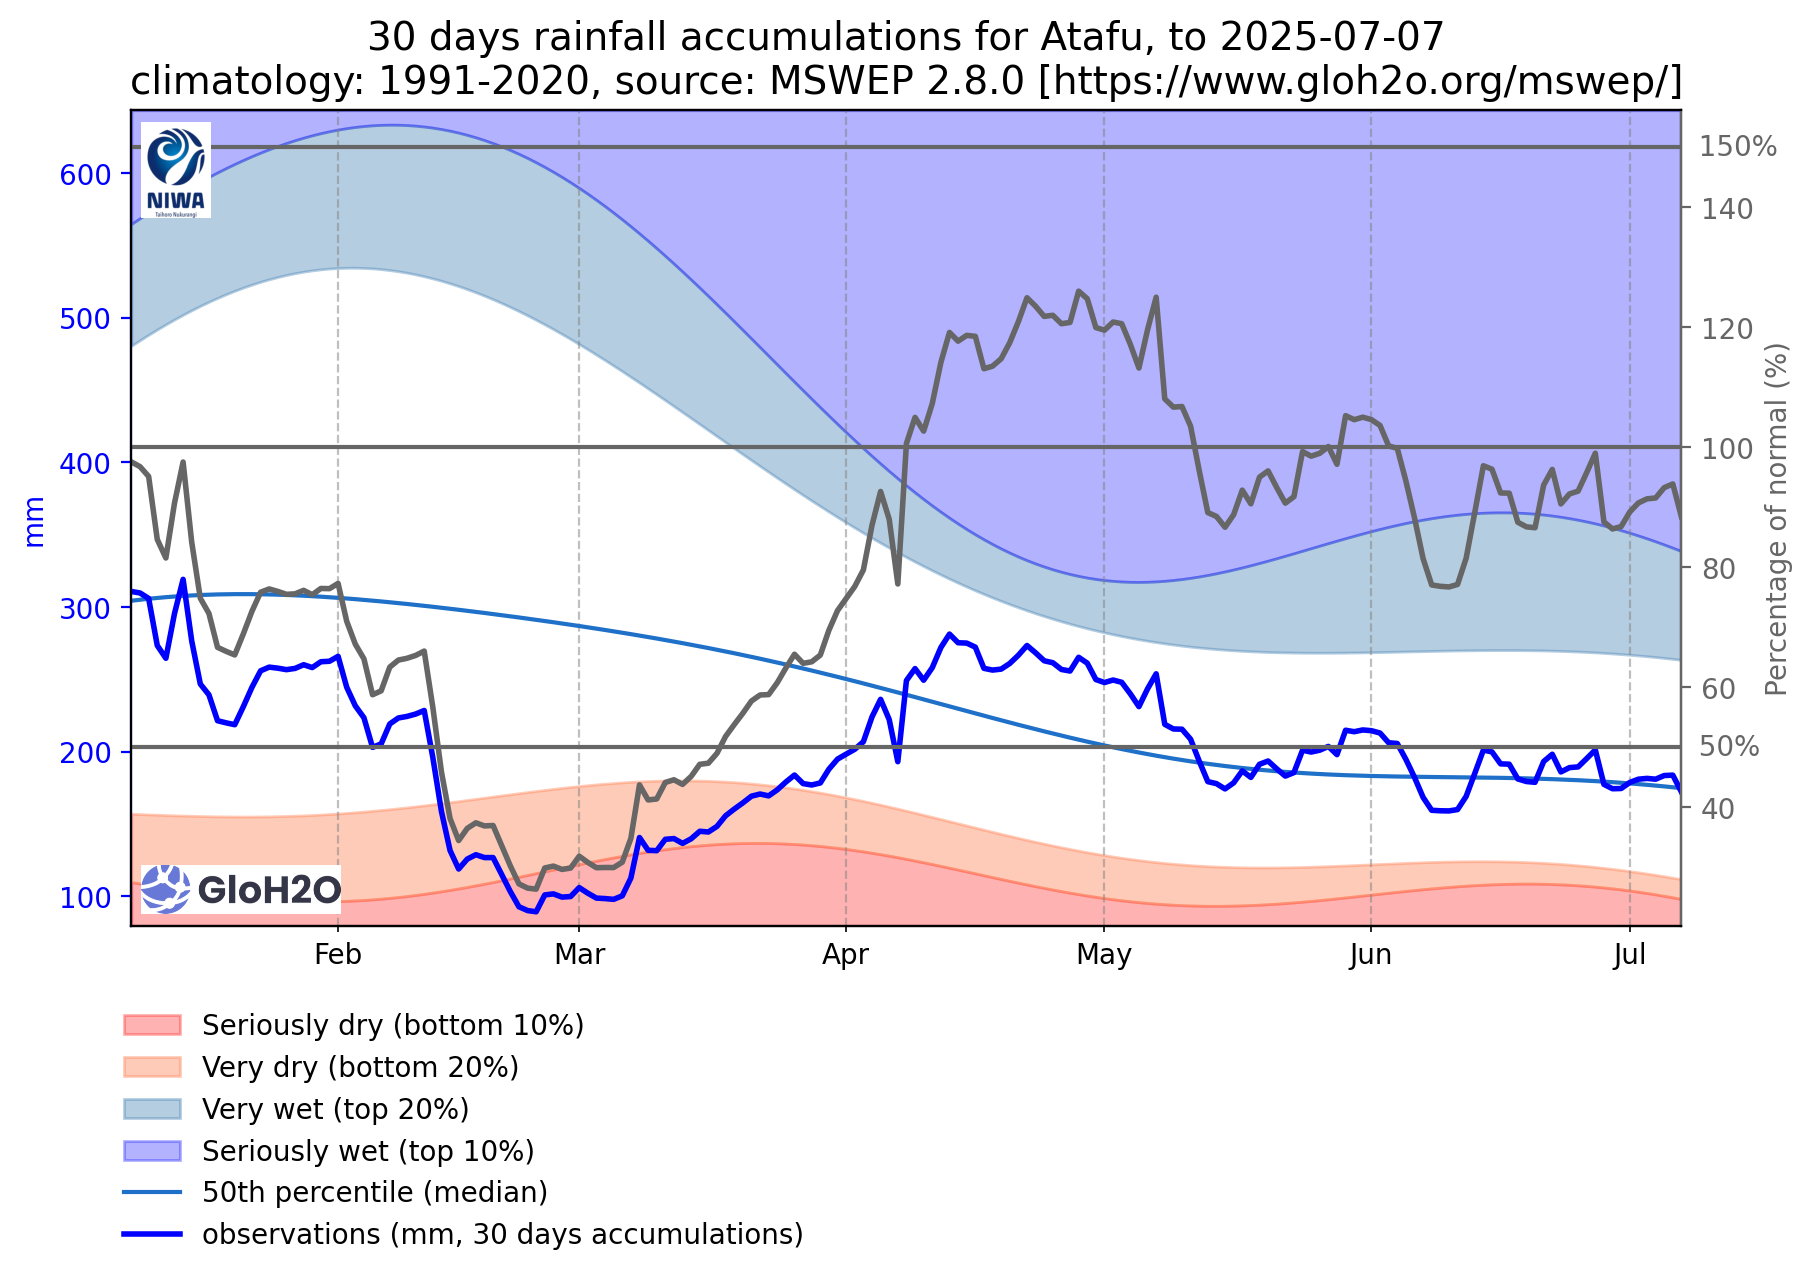 30 days rainfall accumulations for Atafu, to 2025-07-07
climatology: 1991-2020, source: MSWEP 2.8.0 [https://www.gloh2o.org/mswep/]
NIWA
Taihoro Nukurangi
600
500
400
300
200
100
mm
150%
140
120
100
80
60
50%
40
Percentage of normal (%)
GloH2O
Feb
Mar
Apr
May
Jun
Jul
Seriously dry (bottom 10%)
Very dry (bottom 20%)
Very wet (top 20%)
Seriously wet (top 10%)
50th percentile (median)
observations (mm, 30 days accumulations)